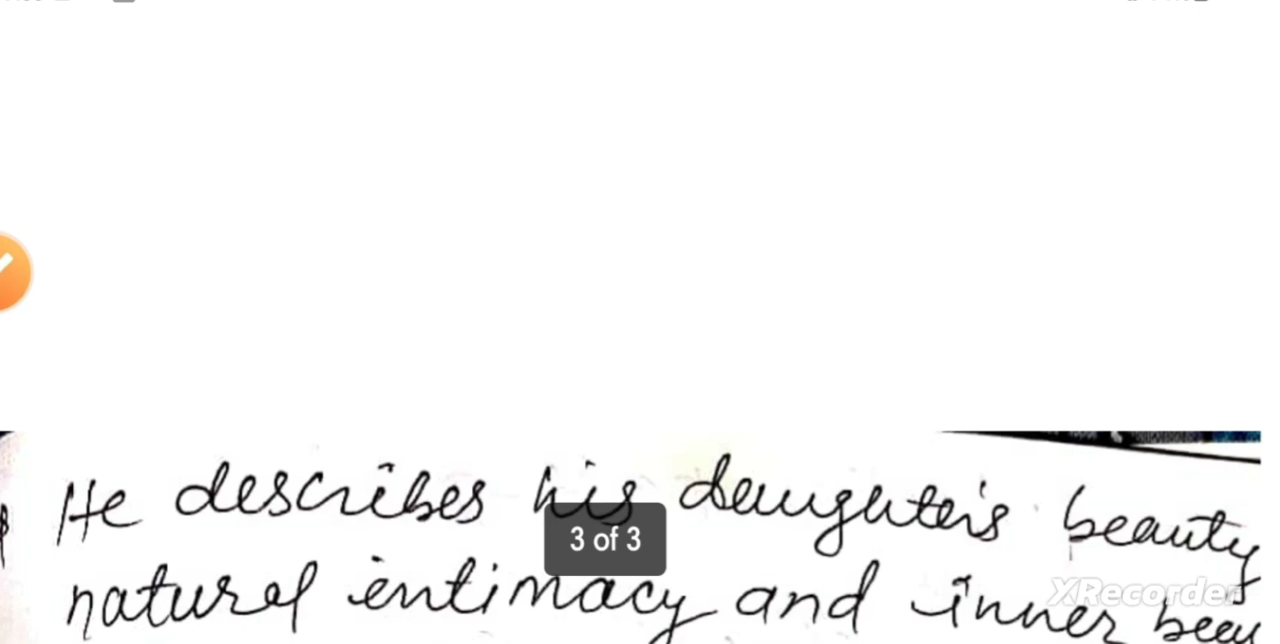 He describes his daughter's beauty
3 of 3
natural intimacy and inner
XRecorder